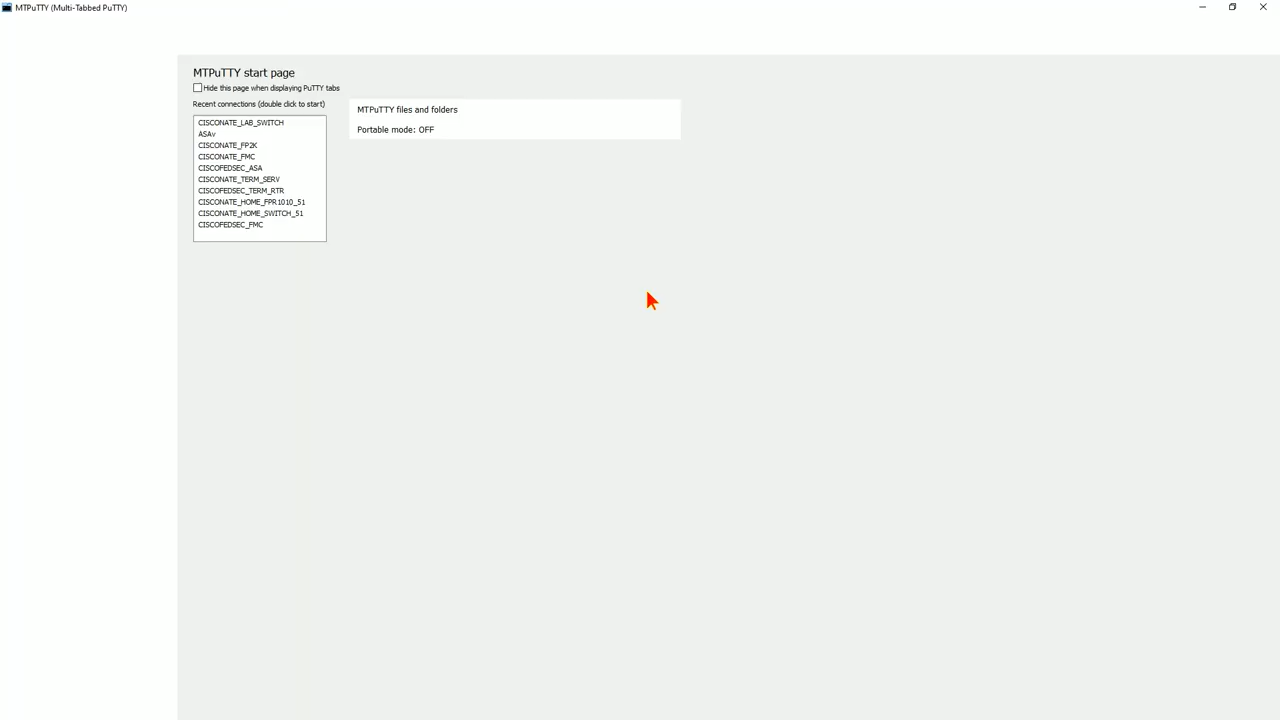 MTPuTTY (Multi-Tabbed PuTTY)
MTPuTTY start page
Hide this page when displaying PuTTY tabs
Recent connections (double click to start)
CISCONATE_LAB_SWITCH
ASAv
CISCONATE_FP2K
CISCONATE_FMC
CISCOFEDSEC_ASA
CISCONATE_TERM_SERV
CISCOFEDSEC_TERM_RTR
CISCONATE_HOME_FPR1010_51
CISCONATE_HOME_SWITCH_51
CISCOFEDSEC_FMC
MTPuTTY files and folders
Portable mode: OFF